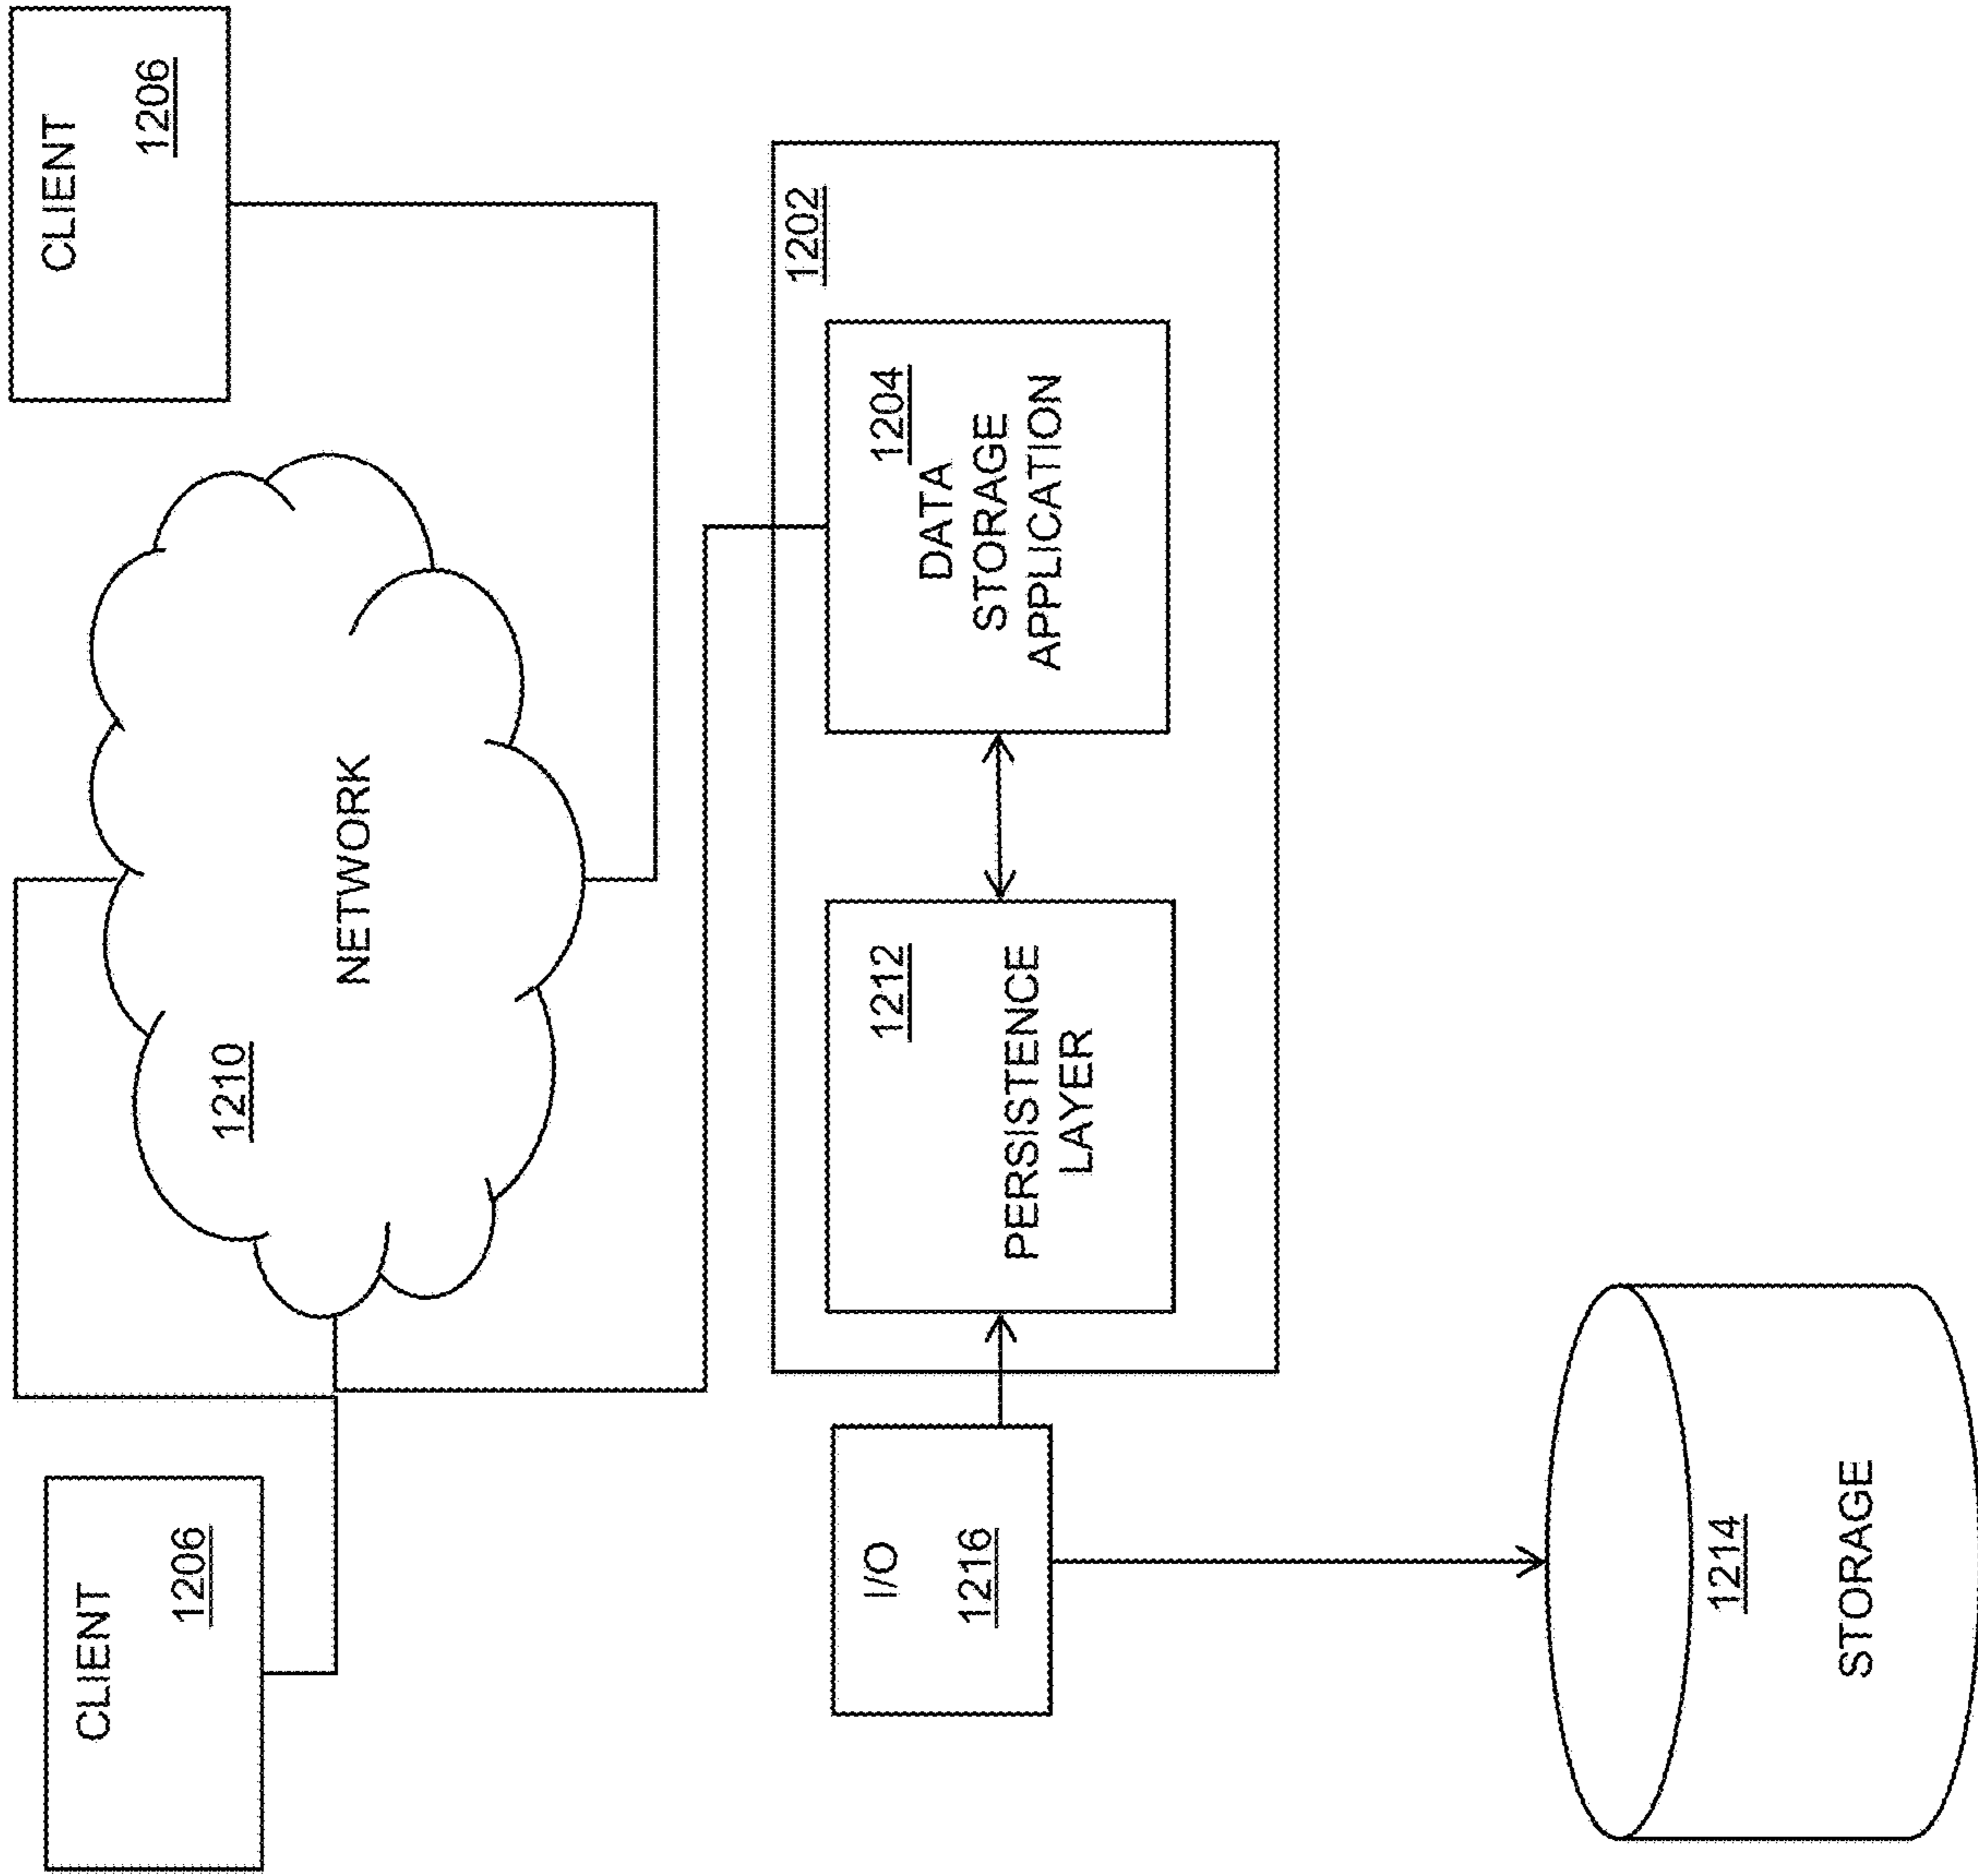 CLIENT
1206
CLIENT
1206
1210
NETWORK
1202
1212
PERSISTENCE
LAYER
1204
DATA
STORAGE
APPLICATION
I/O
1216
1214
STORAGE